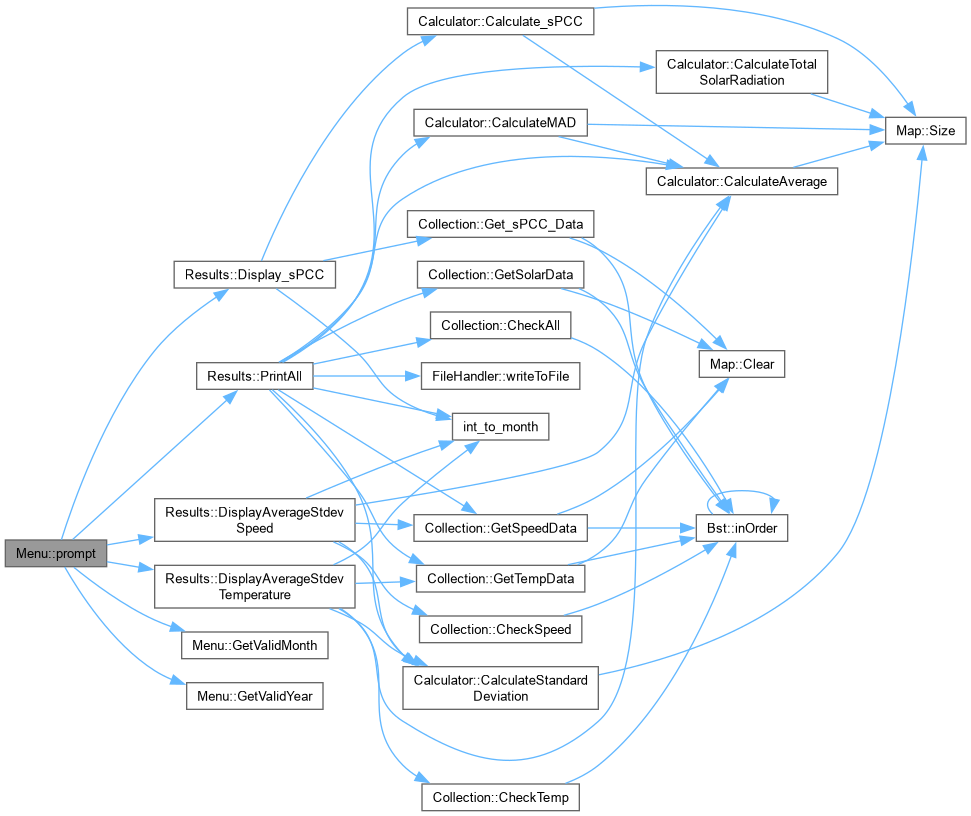 Calculator::Calculate_sPCC
Calculator::CalculateTotal
SolarRadiation
Calculator::CalculateMAD
Map::Size
Calculator::CalculateAverage
Collection::Get_sPCC_Data
Results::Display_sPCC
Collection::GetSolarData
Collection::CheckAll
Map::Clear
Results::PrintAll
FileHandler::writeToFile
int_to_month
Results::DisplayAverageStdev
Speed
Collection::GetSpeedData
Bst::inOrder
Menu::prompt
Results::DisplayAverageStdev
Temperature
Collection::GetTempData
Collection::CheckSpeed
Menu::GetValidMonth
Calculator::CalculateStandard
Deviation
Menu::GetValidYear
Collection::CheckTemp